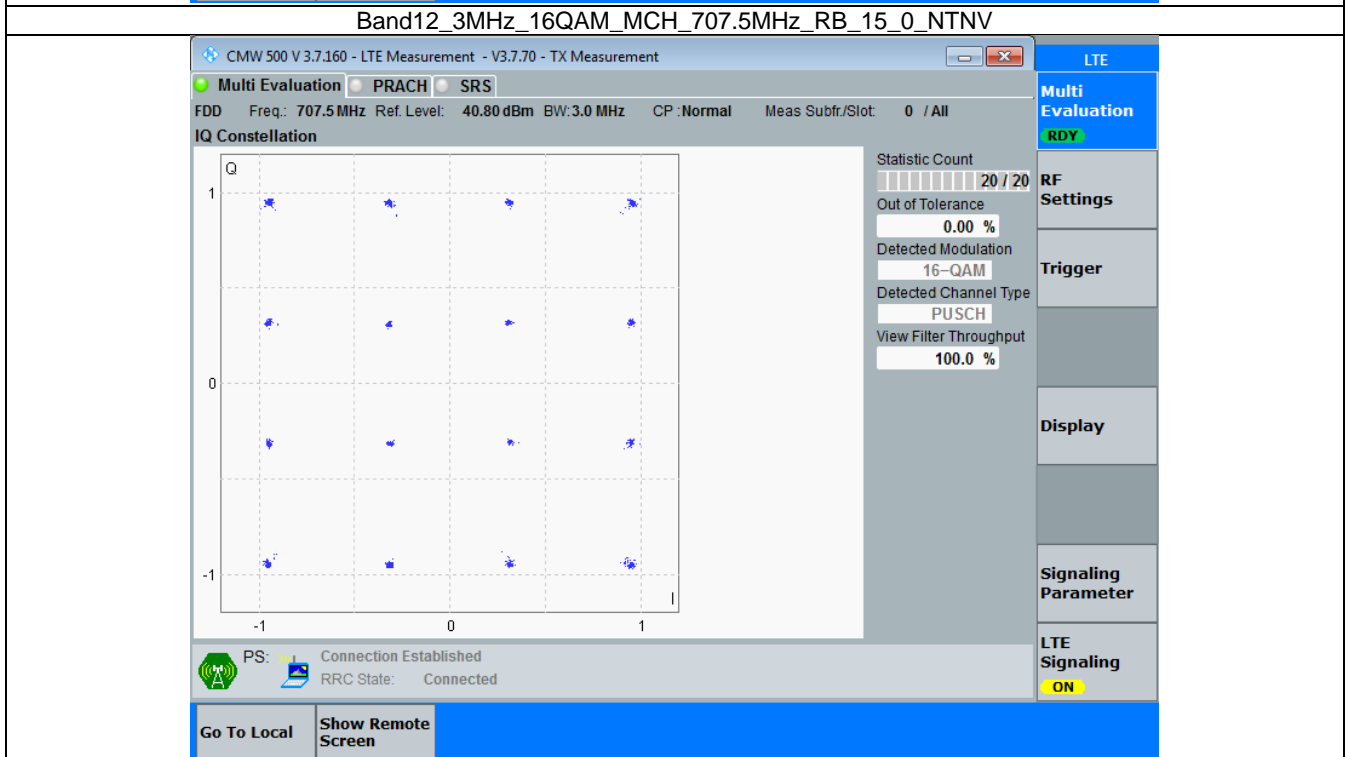 Band12_3MHz_16QAM_MCH_707.5MHz_RB_15_0_NTNV
CMW 500 V 3.7.160 - LTE Measurement - V3.7.70 - TX Measurement
LTE
Multi Evaluation PRACH SRS
FDD Freq.: 707.5 MHz Ref. Level: 40.80 dBm BW: 3.0 MHz CP : Normal Meas Subfr./Slot: 0 / All
IQ Constellation
Q
1
0
-1
-1 0 1
I
Statistic Count
20 / 20
Out of Tolerance
0.00 %
Detected Modulation
16-QAM
Detected Channel Type
PUSCH
View Filter Throughput
100.0 %
Multi
Evaluation
RDY
RF
Settings
Trigger
Display
Signaling
Parameter
LTE
Signaling
ON
PS:
Connection Established
RRC State: Connected
Go To Local
Show Remote
Screen